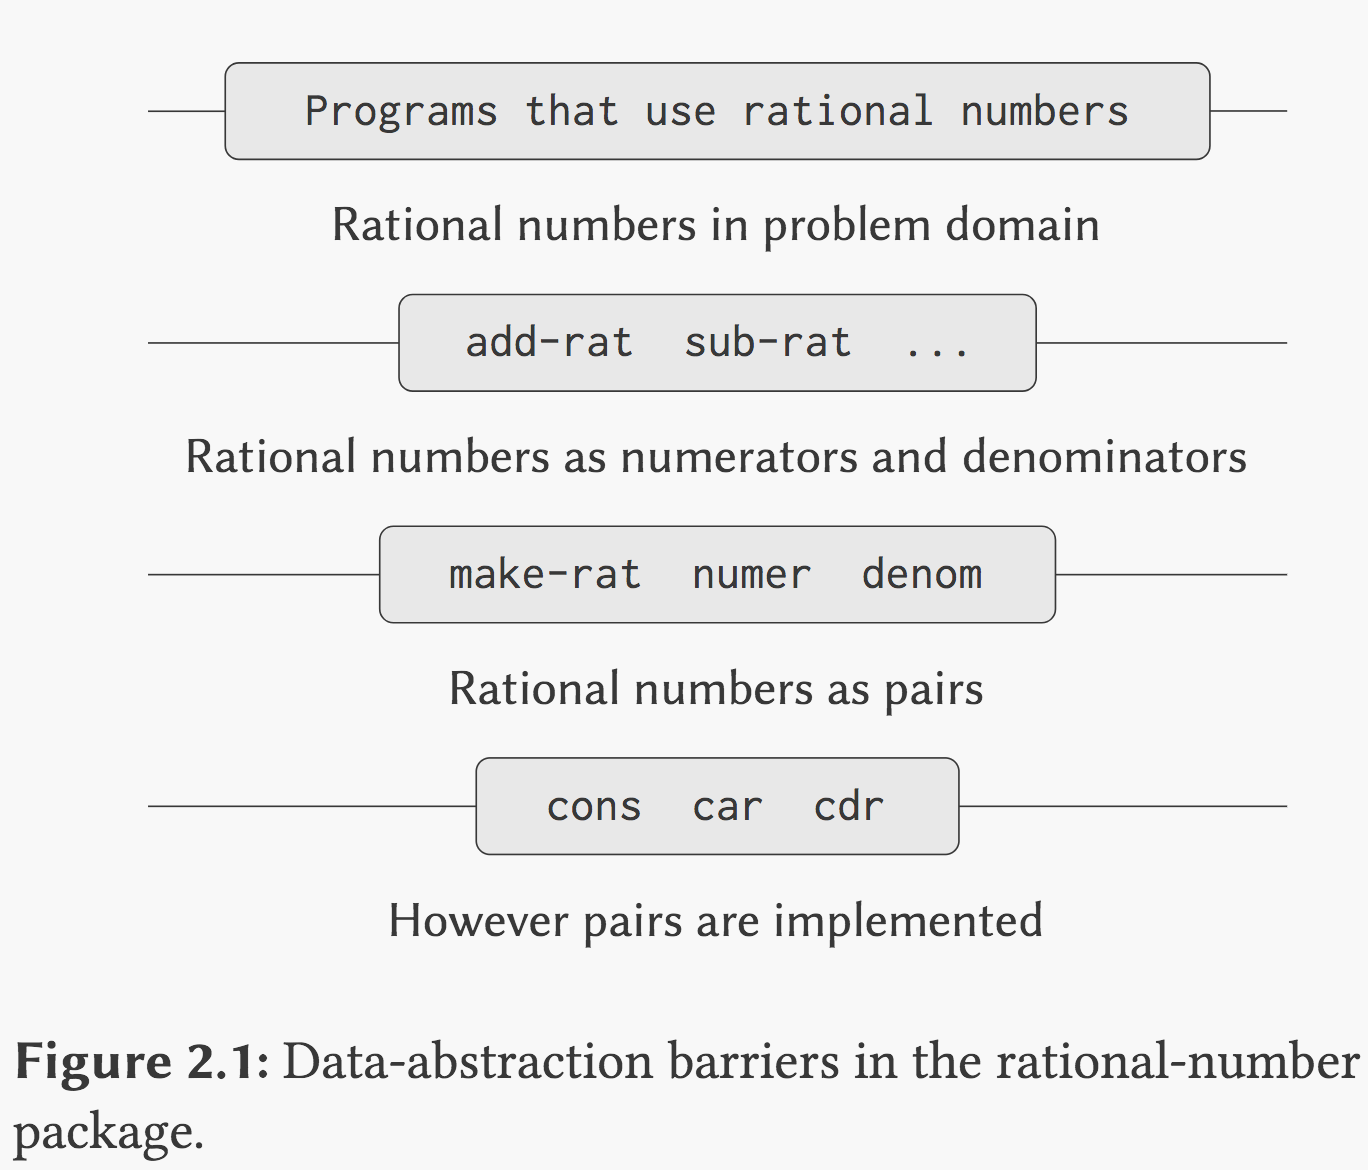 Programs that use rational numbers
Rational numbers in problem domain
add-rat sub-rat ...
Rational numbers as numerators and denominators
make-rat numer denom
Rational numbers as pairs
cons car cdr
However pairs are implemented
Figure 2.1: Data-abstraction barriers in the rational-number
package.